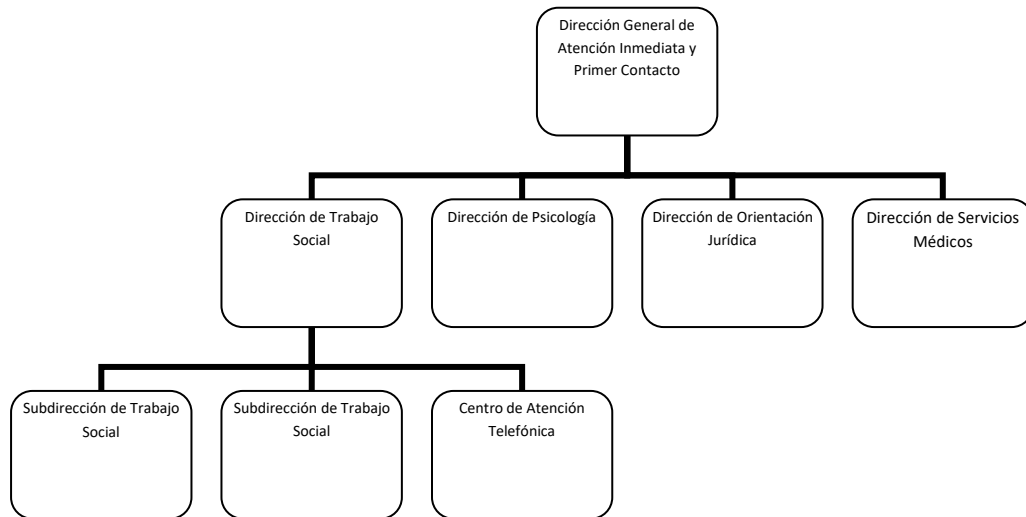 Dirección General de
Atención Inmediata y
Primer Contacto
Dirección de Trabajo
Social
Dirección de Psicología
Dirección de Orientación
Jurídica
Dirección de Servicios
Médicos
Subdirección de Trabajo
Social
Subdirección de Trabajo
Social
Centro de Atención
Telefónica